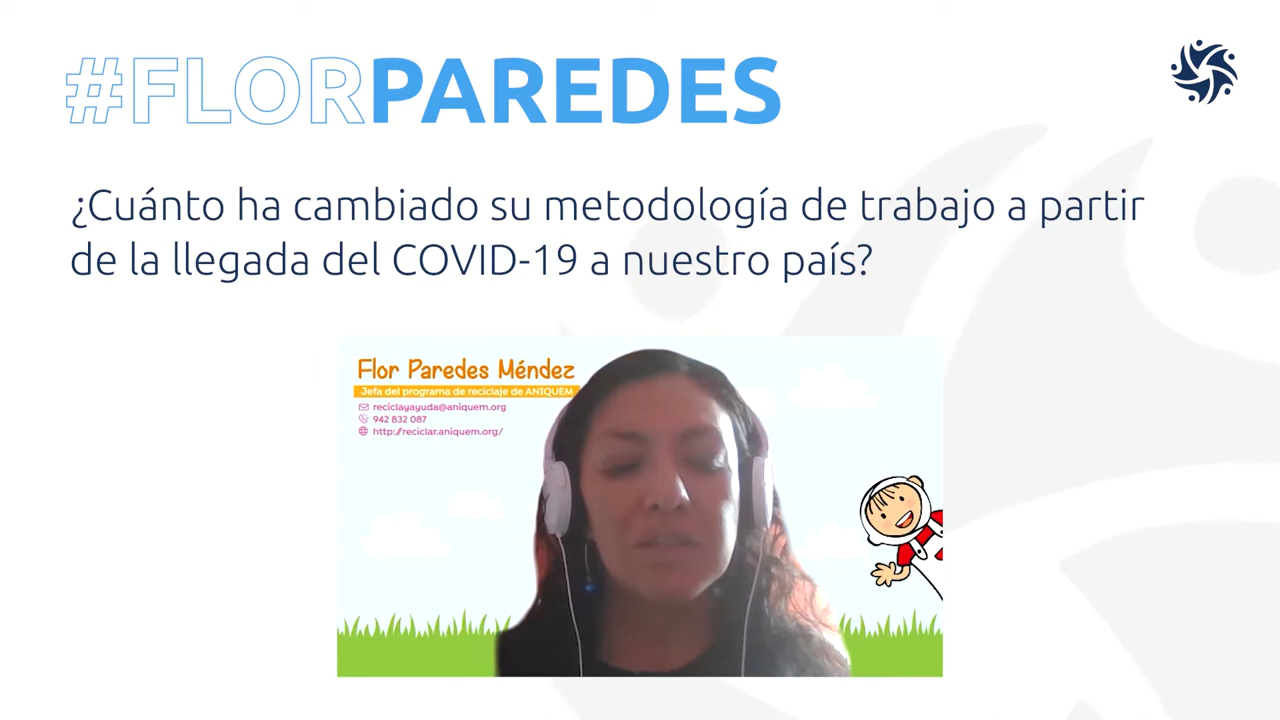 #FLORPAREDES
¿Cuánto ha cambiado su metodología de trabajo a partir
de la llegada del COVID-19 a nuestro país?
Flor Paredes Méndez
Jefa del programa de reciclaje de ANIQUEM
reciclayayuda@aniquem.org
942 832 087
http://reciclar.aniquem.org/